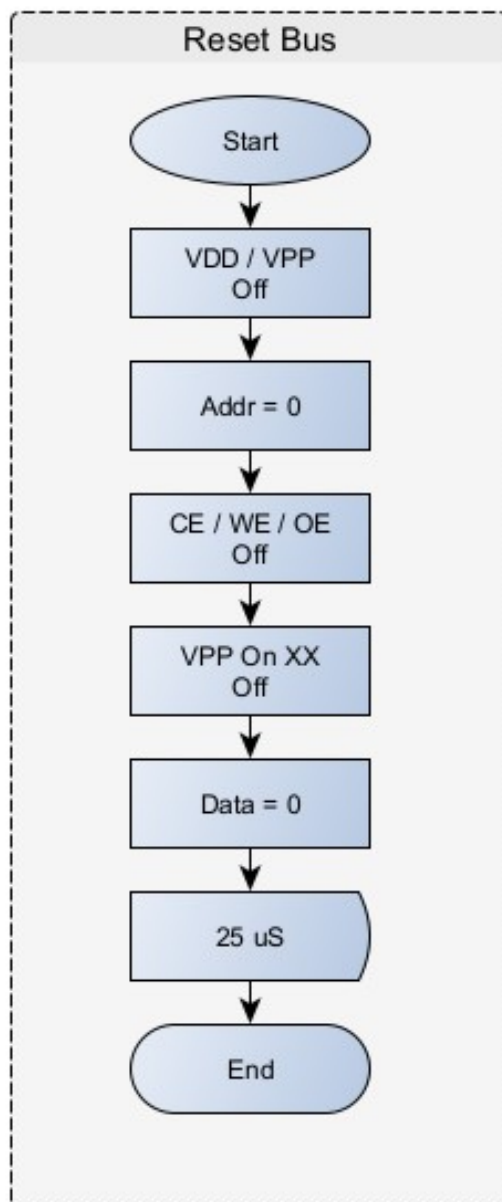 Reset Bus
Start
VDD / VPP
Off
Addr = 0
CE / WE / OE
Off
VPP On XX
Off
Data = 0
25 uS
End